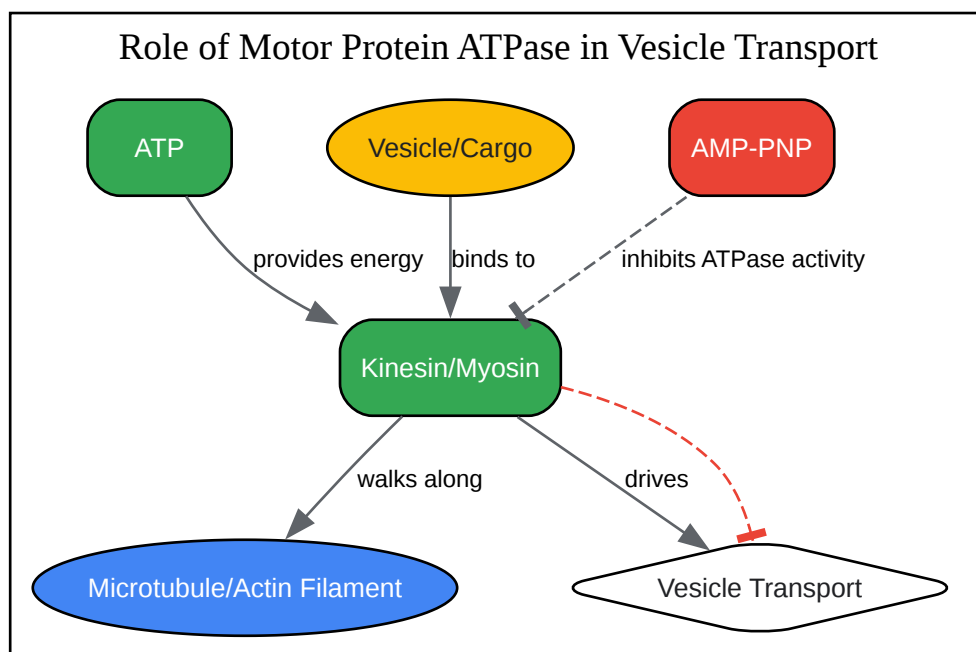 Role of Motor Protein ATPase in Vesicle Transport
ATP
Vesicle/Cargo
AMP-PNP
provides energy
binds to
inhibits ATPase activity
Kinesin/Myosin
walks along
drives
Microtubule/Actin Filament
Vesicle Transport